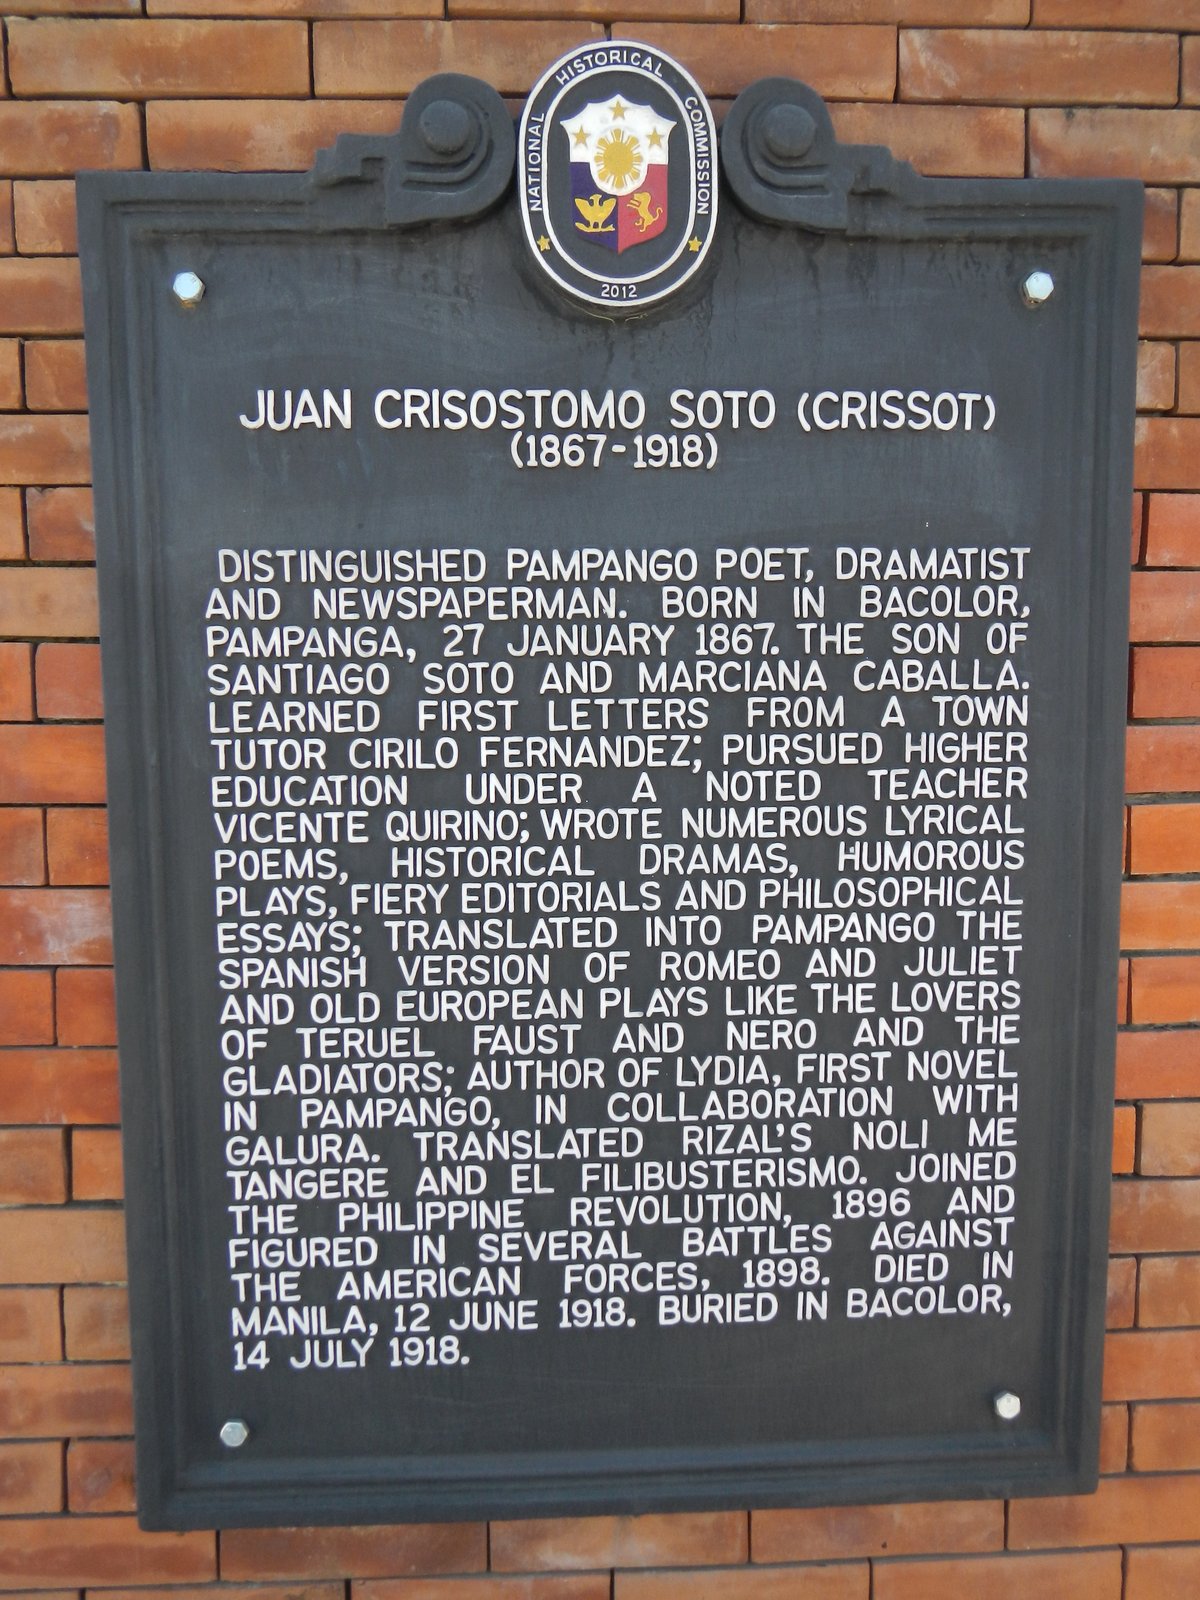 NATIONAL HISTORICAL COMMISSION
2012
JUAN CRISOSTOMO SOTO (CRISSOT)
(1867-1918)
DISTINGUISHED PAMPANGO POET, DRAMATIST
AND NEWSPAPERMAN. BORN IN BACOLOR,
PAMPANGA, 27 JANUARY 1867. THE SON OF
SANTIAGO SOTO AND MARCIANA CABALLA.
LEARNED FIRST LETTERS FROM A TOWN
TUTOR CIRILO FERNANDEZ; PURSUED HIGHER
EDUCATION UNDER A NOTED TEACHER
VICENTE QUIRINO; WROTE NUMEROUS LYRICAL
POEMS, HISTORICAL DRAMAS, HUMOROUS
PLAYS, FIERY EDITORIALS AND PHILOSOPHICAL
ESSAYS; TRANSLATED INTO PAMPANGO THE
SPANISH VERSION OF ROMEO AND JULIET
AND OLD EUROPEAN PLAYS LIKE THE LOVERS
OF TERUEL FAUST AND NERO AND THE
GLADIATORS; AUTHOR OF LYDIA, FIRST NOVEL
IN PAMPANGO, IN COLLABORATION WITH
GALURA. TRANSLATED RIZAL'S NOLI ME
TANGERE AND EL FILIBUSTERISMO. JOINED
THE PHILIPPINE REVOLUTION, 1896 AND
FIGURED IN SEVERAL BATTLES AGAINST
THE AMERICAN FORCES, 1898. DIED IN
MANILA, 12 JUNE 1918. BURIED IN BACOLOR,
14 JULY 1918.